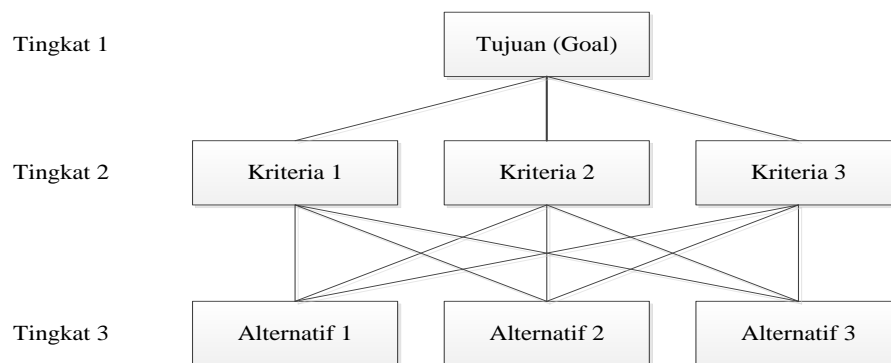 Tingkat 1
Tujuan (Goal)
Tingkat 2
Kriteria 1
Kriteria 2
Kriteria 3
Tingkat 3
Alternatif 1
Alternatif 2
Alternatif 3